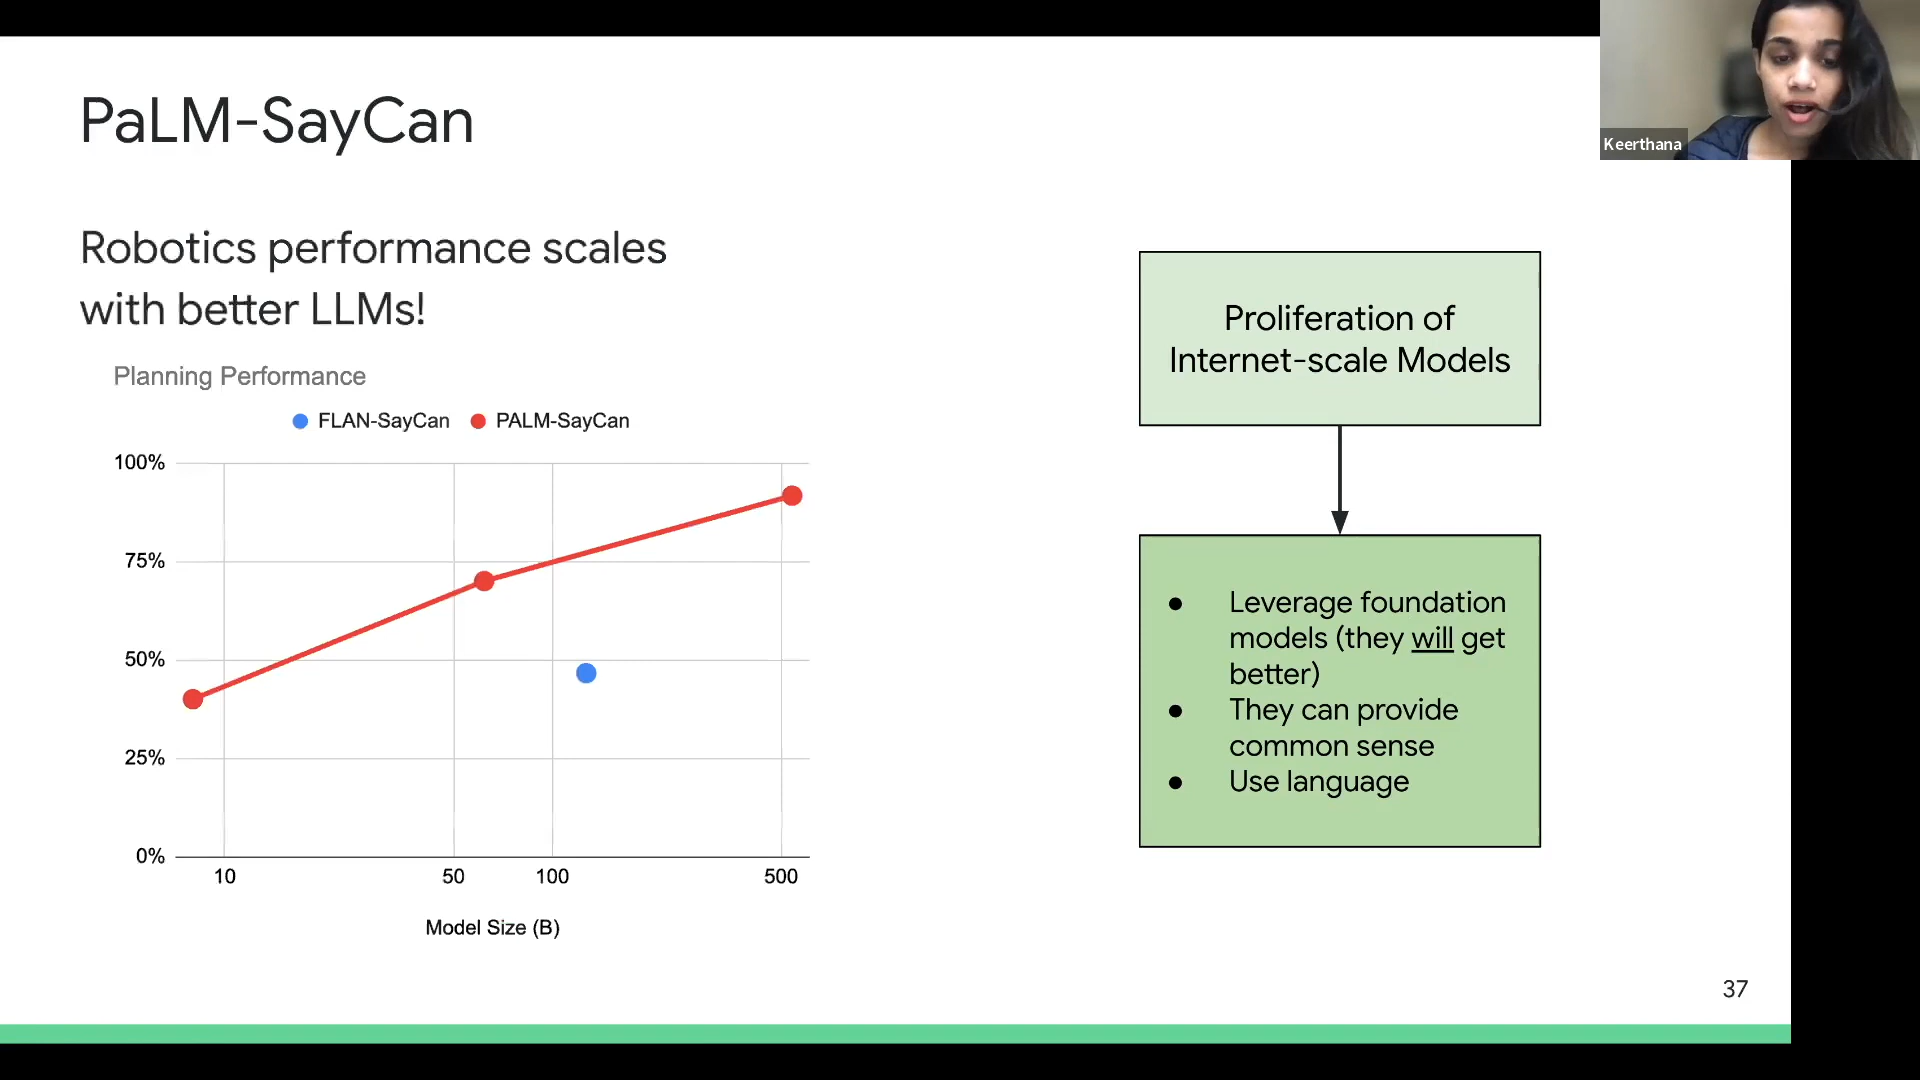 PaLM-SayCan
Keerthana
Robotics performance scales
with better LLMs!
Planning Performance
FLAN-SayCan PALM-SayCan
100%
75%
50%
25%
0%
10 50 100 500
Model Size (B)
Proliferation of
Internet-scale Models
● Leverage foundation
models (they will get
better)
● They can provide
common sense
● Use language
37